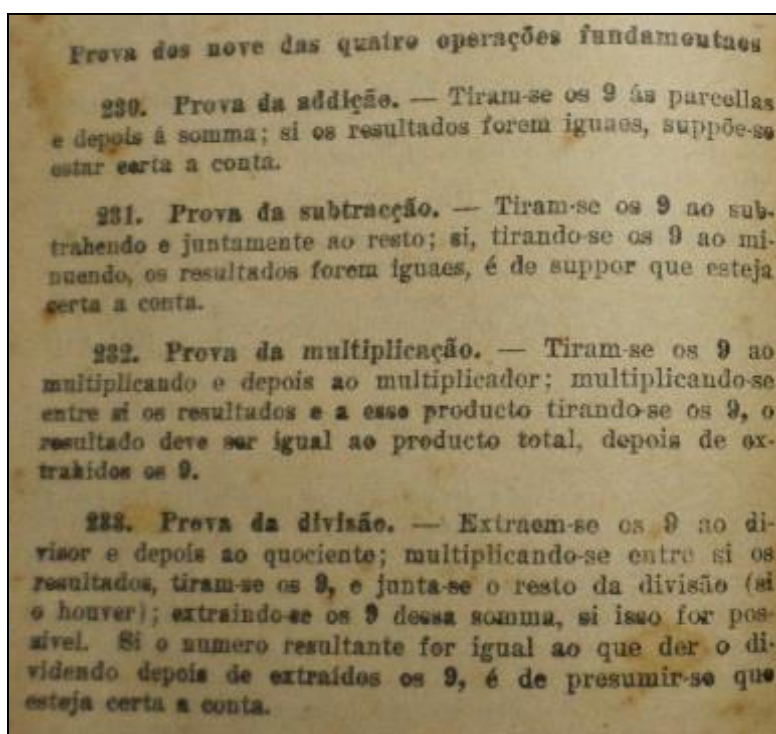 Prova dos nove das quatro operações fundamentaes
230. Prova da addição. — Tiram-se os 9 ás parcellas
e depois á somma; si os resultados forem iguaes, suppõe-se
estar certa a conta.
231. Prova da subtracção. — Tiram-se os 9 ao sub-
trahendo e juntamente ao resto; si, tirando-se os 9 ao mi-
nuendo, os resultados forem iguaes, é de suppor que esteja
certa a conta.
232. Prova da multiplicação. — Tiram-se os 9 ao
multiplicando e depois ao multiplicador; multiplicando-se
entre si os resultados e a esse producto tirando-se os 9, o
resultado deve ser igual ao producto total, depois de ex-
trahidos os 9.
233. Prova da divisão. — Extraem-se os 9 ao di-
visor e depois ao quociente; multiplicando-se entre si os
resultados, tiram-se os 9, e junta-se o resto da divisão (si
o houver); extraindo-se os 9 dessa somma, si isso for pos-
sivel. Si o numero resultante for igual ao que der o di-
videndo depois de extraídos os 9, é de presumir-se que
esteja certa a conta.